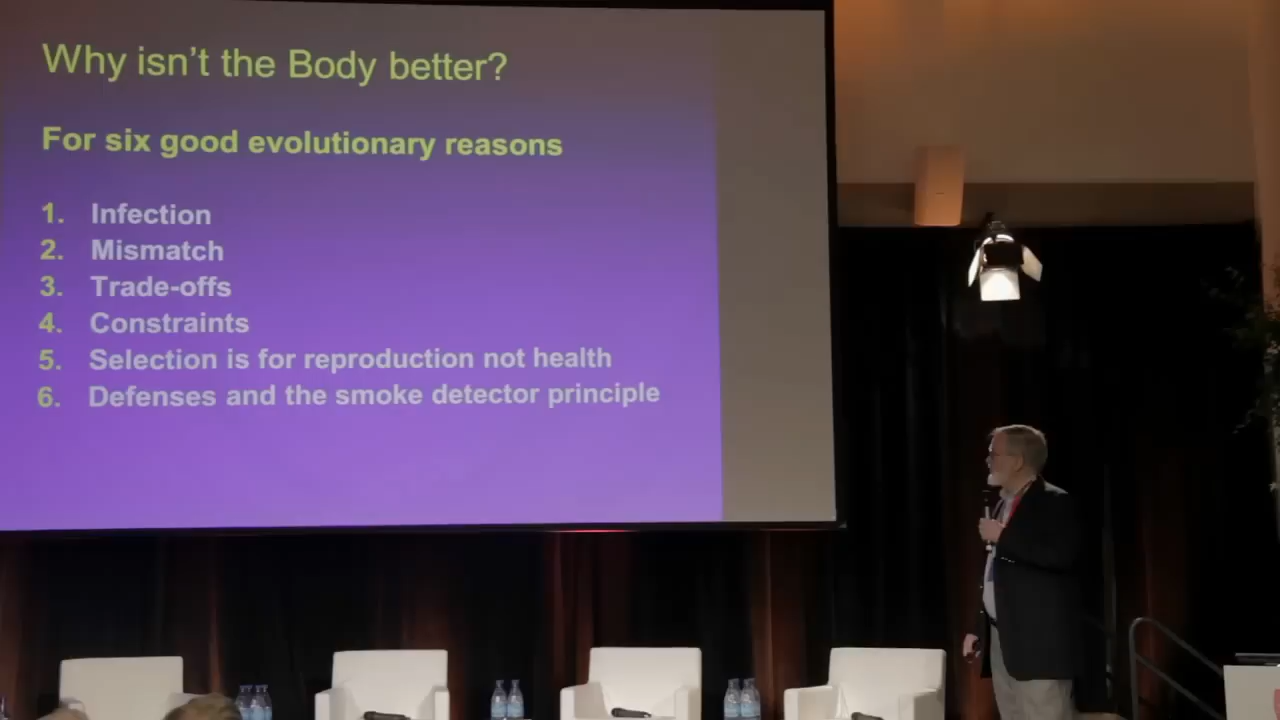 Why isn't the Body better?
For six good evolutionary reasons
1. Infection
2. Mismatch
3. Trade-offs
4. Constraints
5. Selection is for reproduction not health
6. Defenses and the smoke detector principle